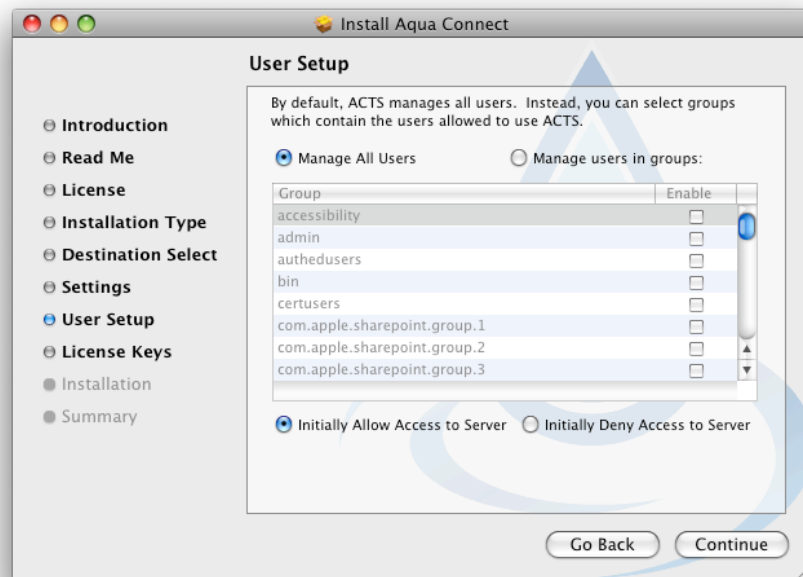 Install Aqua Connect
User Setup
Introduction
Read Me
License
Installation Type
Destination Select
Settings
User Setup
License Keys
Installation
Summary
By default, ACTS manages all users. Instead, you can select groups
which contain the users allowed to use ACTS.
Manage All Users
Manage users in groups:
Group Enable
accessibility
admin
authedusers
bin
certusers
com.apple.sharepoint.group.1
com.apple.sharepoint.group.2
com.apple.sharepoint.group.3
Initially Allow Access to Server
Initially Deny Access to Server
Go Back
Continue